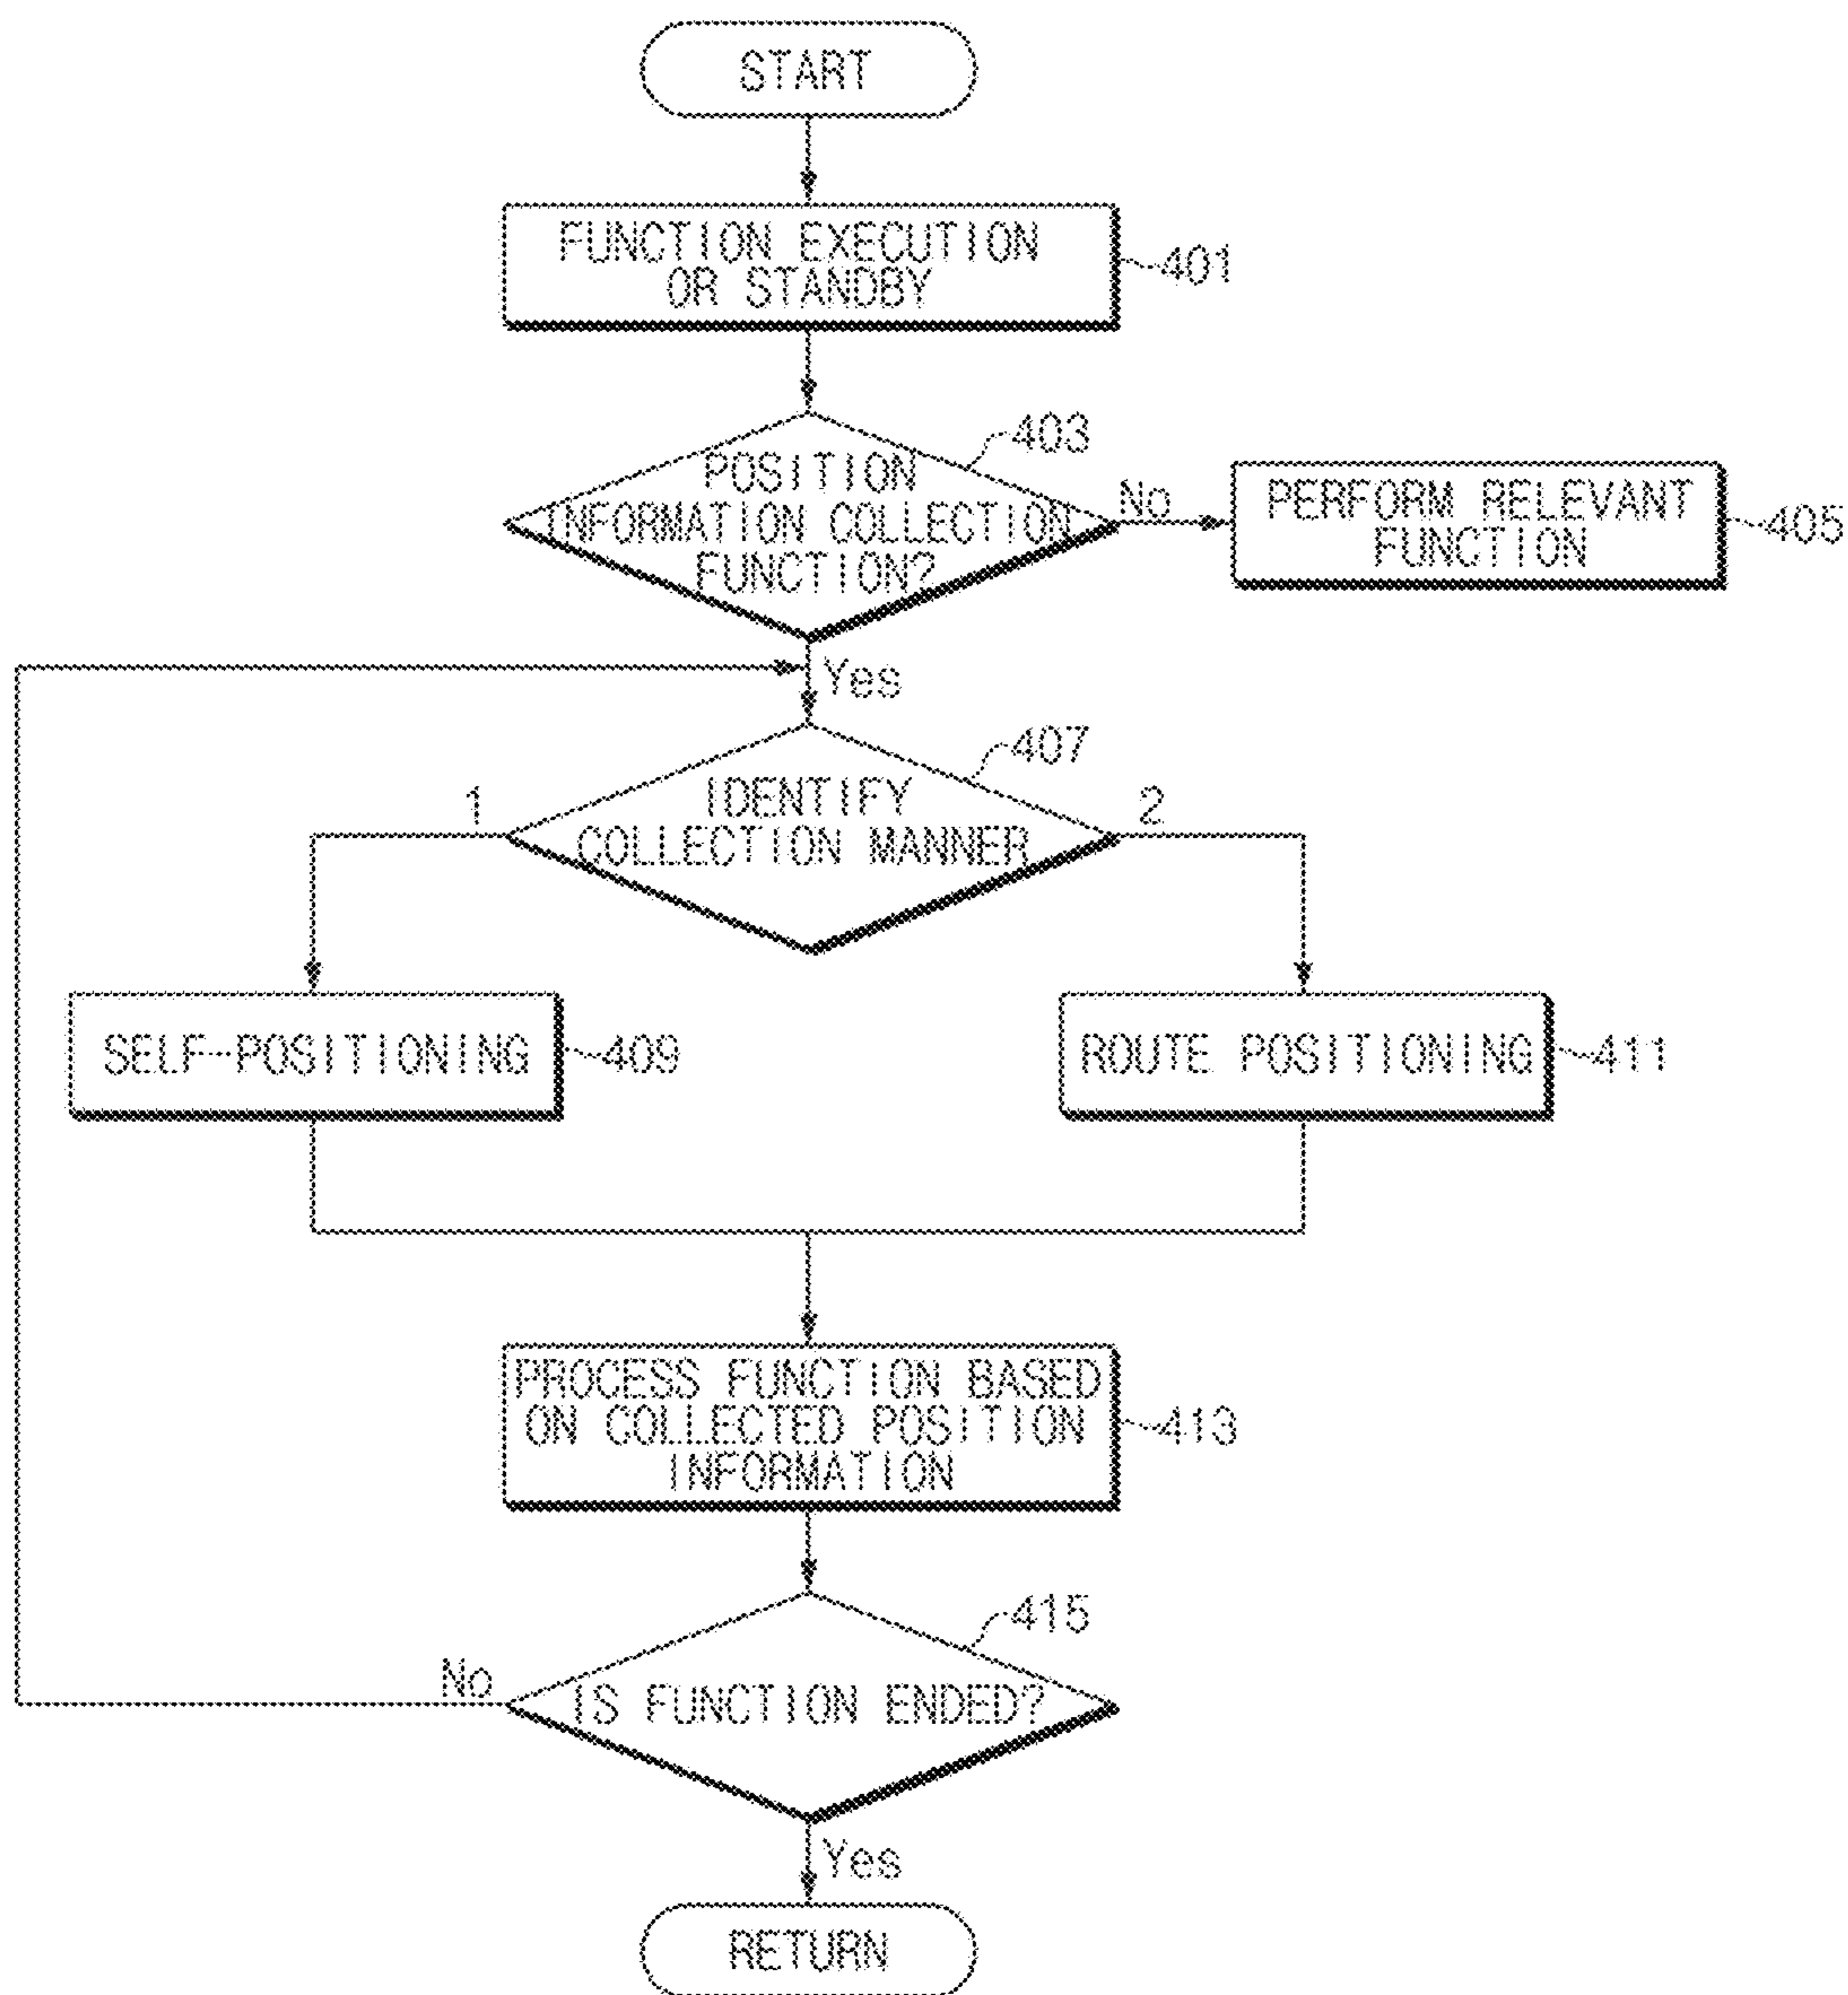 START
FUNCTION EXECUTION
OR STANDBY
401
403
POSITION
INFORMATION COLLECTION
FUNCTION?
No
PERFORM RELEVANT
FUNCTION
405
Yes
407
IDENTIFY
COLLECTION MANNER
1
2
SELF-POSITIONING
409
ROUTE POSITIONING
411
PROCESS FUNCTION BASED
ON COLLECTED POSITION
INFORMATION
413
415
IS FUNCTION ENDED?
No
Yes
RETURN